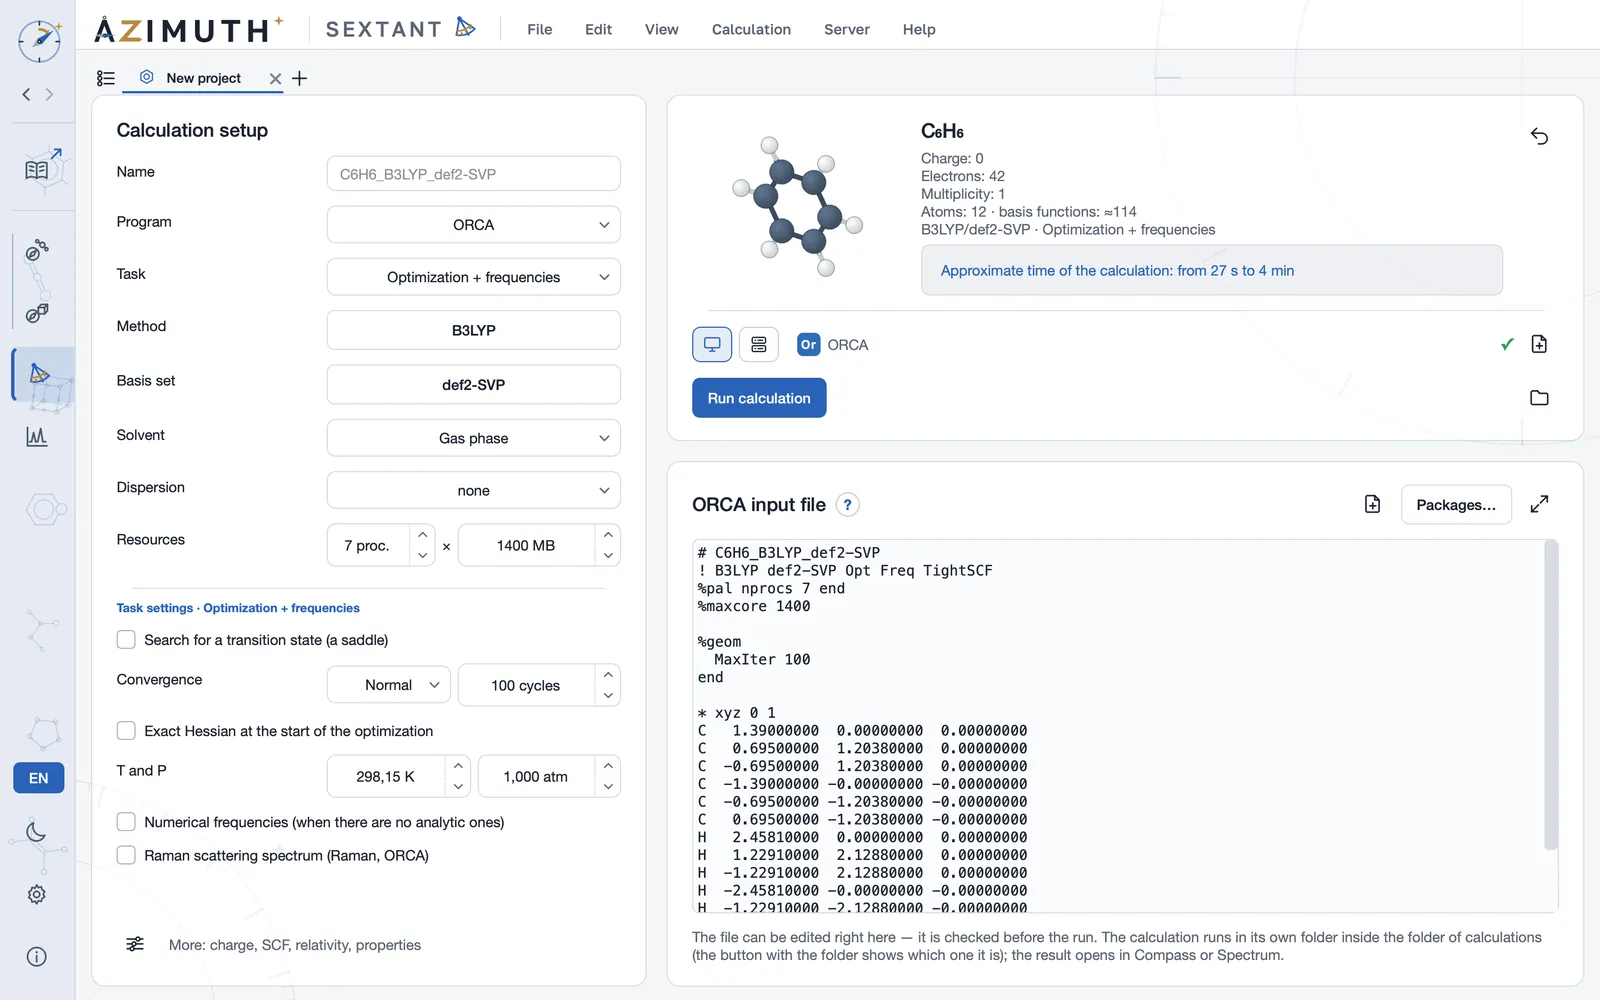 AZIMUTH
SEXTANT
File
Edit
View
Calculation
Server
Help
New project
Calculation setup
Name
C6H6_B3LYP_def2-SVP
Program
ORCA
Task
Optimization + frequencies
Method
B3LYP
Basis set
def2-SVP
Solvent
Gas phase
Dispersion
none
Resources
7 proc.
×
1400 MB
Task settings · Optimization + frequencies
Search for a transition state (a saddle)
Convergence
Normal
100 cycles
Exact Hessian at the start of the optimization
T and P
298,15 K
1,000 atm
Numerical frequencies (when there are no analytic ones)
Raman scattering spectrum (Raman, ORCA)
More: charge, SCF, relativity, properties
EN
C₆H₆
Charge: 0
Electrons: 42
Multiplicity: 1
Atoms: 12 · basis functions: ≈114
B3LYP/def2-SVP · Optimization + frequencies
Approximate time of the calculation: from 27 s to 4 min
Or ORCA
Run calculation
ORCA input file
?
Packages...
# C6H6_B3LYP_def2-SVP
! B3LYP def2-SVP Opt Freq TightSCF
%pal nprocs 7 end
%maxcore 1400
%geom
MaxIter 100
end
* xyz 0 1
C 1.39000000 0.00000000 0.00000000
C 0.69500000 1.20380000 0.00000000
C -0.69500000 1.20380000 0.00000000
C -1.39000000 -0.00000000 -0.00000000
C -0.69500000 -1.20380000 -0.00000000
C 0.69500000 -1.20380000 -0.00000000
H 2.45810000 0.00000000 0.00000000
H 1.22910000 2.12880000 0.00000000
H -1.22910000 2.12880000 0.00000000
H -2.45810000 -0.00000000 -0.00000000
H -1.22910000 -2.12880000 -0.00000000
The file can be edited right here — it is checked before the run. The calculation runs in its own folder inside the folder of calculations
(the button with the folder shows which one it is); the result opens in Compass or Spectrum.